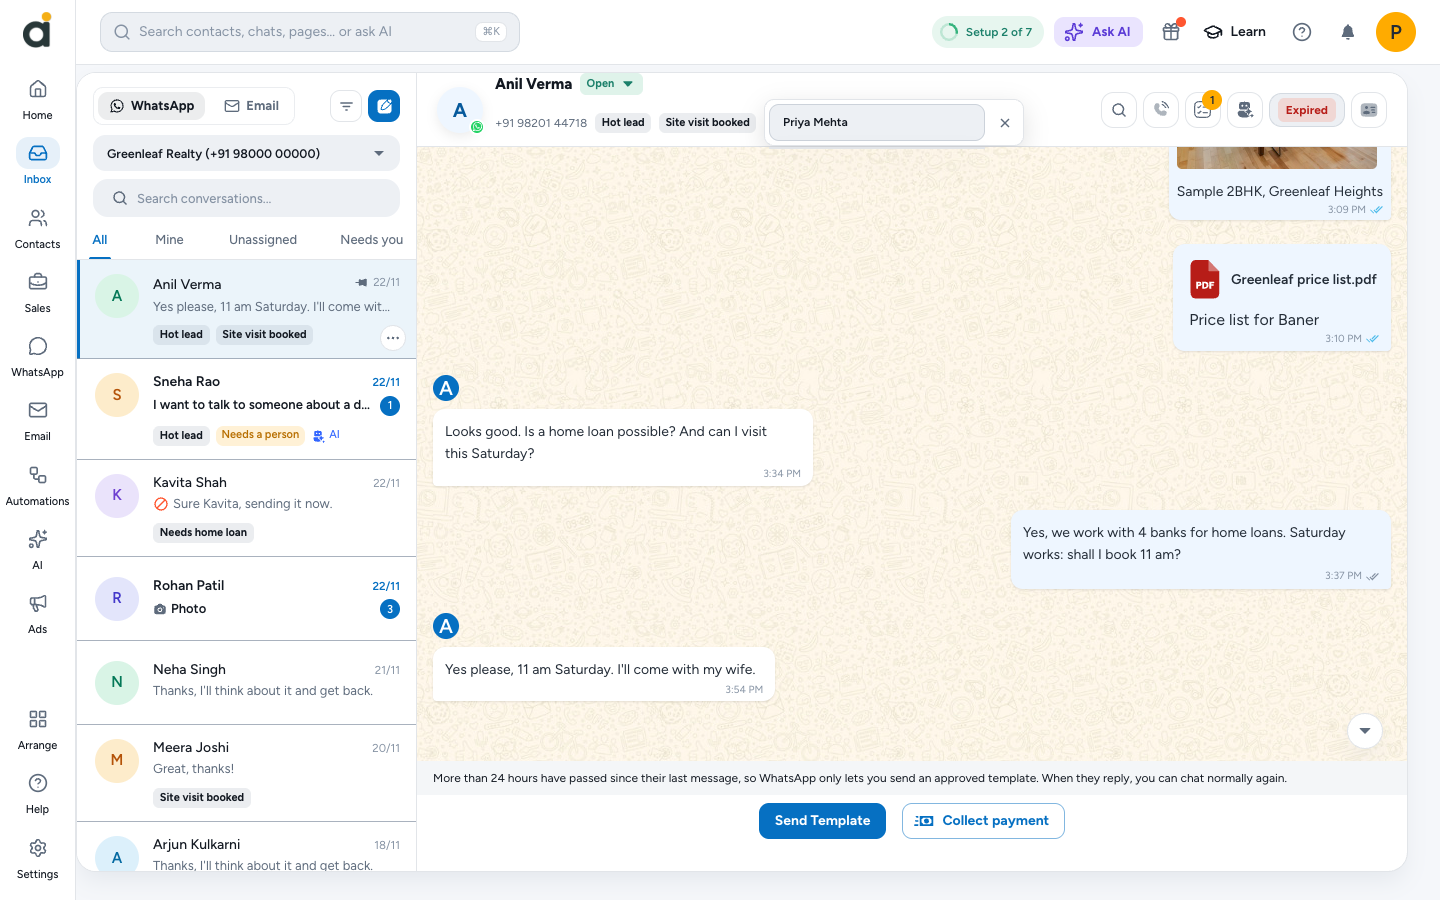 Search contacts, chats, pages... or ask AI
⌘K
Setup 2 of 7
Ask AI
Learn
P
Home
Inbox
Contacts
Sales
WhatsApp
Email
Automations
AI
Ads
Arrange
Help
Settings
WhatsApp
Email
Greenleaf Realty (+91 98000 00000)
Search conversations...
All
Mine
Unassigned
Needs you
A
Anil Verma
22/11
Yes please, 11 am Saturday. I'll come wit...
Hot lead
Site visit booked
S
Sneha Rao
22/11
I want to talk to someone about a d...
1
Hot lead
Needs a person
AI
K
Kavita Shah
22/11
Sure Kavita, sending it now.
Needs home loan
R
Rohan Patil
22/11
Photo
3
N
Neha Singh
21/11
Thanks, I'll think about it and get back.
M
Meera Joshi
20/11
Great, thanks!
Site visit booked
A
Arjun Kulkarni
18/11
Thanks, I'll think about it and get back.
A
Anil Verma
Open
+91 98201 44718
Hot lead
Site visit booked
Priya Mehta
1
Expired
Sample 2BHK, Greenleaf Heights
3:09 PM
PDF
Greenleaf price list.pdf
Price list for Baner
3:10 PM
A
Looks good. Is a home loan possible? And can I visit
this Saturday?
3:34 PM
Yes, we work with 4 banks for home loans. Saturday
works: shall I book 11 am?
3:37 PM
A
Yes please, 11 am Saturday. I'll come with my wife.
3:54 PM
More than 24 hours have passed since their last message, so WhatsApp only lets you send an approved template. When they reply, you can chat normally again.
Send Template
Collect payment